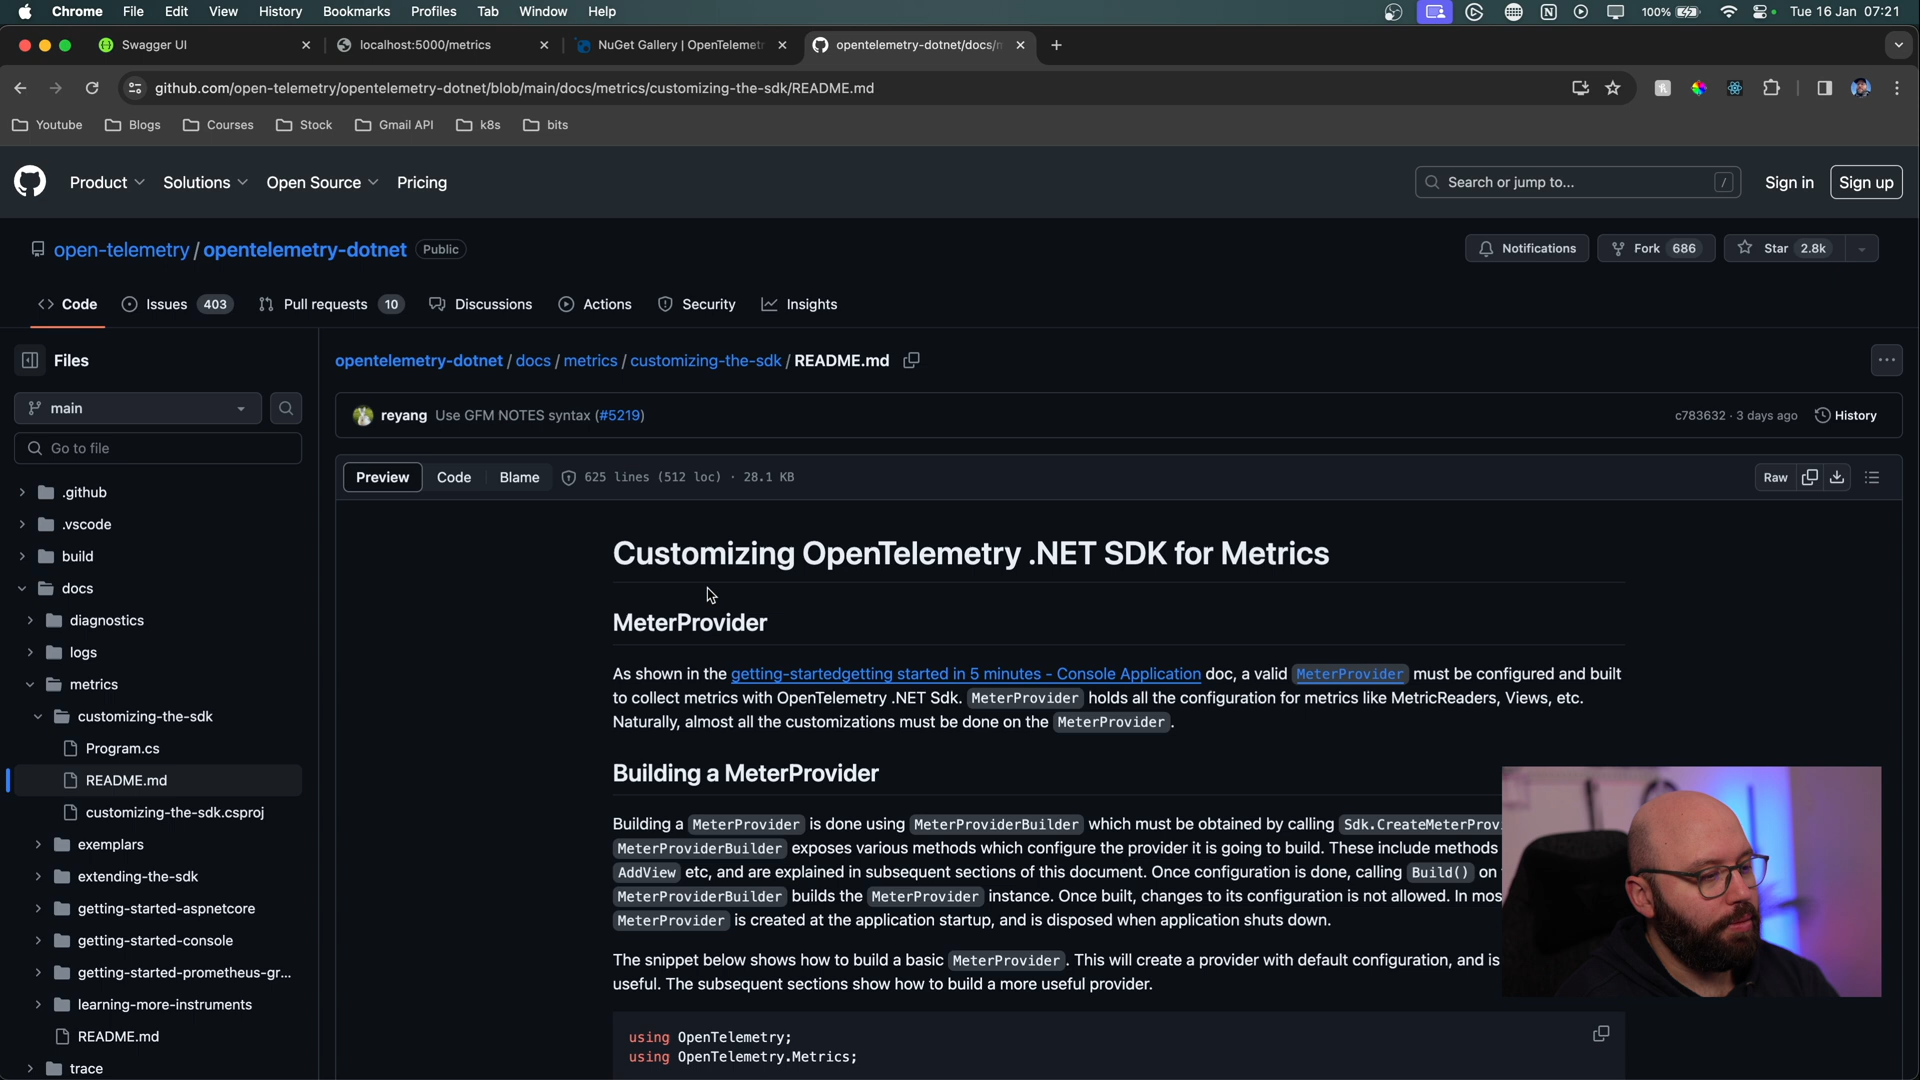 Chrome File Edit View History Bookmarks Profiles Tab Window Help 100% Tue 16 Jan 07:21
Swagger UI localhost:5000/metrics NuGet Gallery | OpenTelemetr opentelemetry-dotnet/docs/m
github.com/open-telemetry/opentelemetry-dotnet/blob/main/docs/metrics/customizing-the-sdk/README.md
Youtube Blogs Courses Stock Gmail API k8s bits
Product Solutions Open Source Pricing Search or jump to... / Sign in Sign up
open-telemetry / opentelemetry-dotnet Public Notifications Fork 686 Star 2.8k
Code Issues 403 Pull requests 10 Discussions Actions Security Insights
Files
opentelemetry-dotnet / docs / metrics / customizing-the-sdk / README.md
main
reyang Use GFM NOTES syntax (#5219) c783632 · 3 days ago History
Go to file
Preview Code Blame 625 lines (512 loc) · 28.1 KB Raw
.github
.vscode
build
docs
diagnostics
logs
metrics
customizing-the-sdk
Program.cs
README.md
customizing-the-sdk.csproj
exemplars
extending-the-sdk
getting-started-aspnetcore
getting-started-console
getting-started-prometheus-gr...
learning-more-instruments
README.md
trace
Customizing OpenTelemetry .NET SDK for Metrics
MeterProvider
As shown in the getting-startedgetting started in 5 minutes - Console Application doc, a valid MeterProvider must be configured and built
to collect metrics with OpenTelemetry .NET Sdk. MeterProvider holds all the configuration for metrics like MetricReaders, Views, etc.
Naturally, almost all the customizations must be done on the MeterProvider.
Building a MeterProvider
Building a MeterProvider is done using MeterProviderBuilder which must be obtained by calling Sdk.CreateMeterProv
MeterProviderBuilder exposes various methods which configure the provider it is going to build. These include methods
AddView etc, and are explained in subsequent sections of this document. Once configuration is done, calling Build() on
MeterProviderBuilder builds the MeterProvider instance. Once built, changes to its configuration is not allowed. In mos
MeterProvider is created at the application startup, and is disposed when application shuts down.
The snippet below shows how to build a basic MeterProvider. This will create a provider with default configuration, and is
useful. The subsequent sections show how to build a more useful provider.
using OpenTelemetry;
using OpenTelemetry.Metrics;